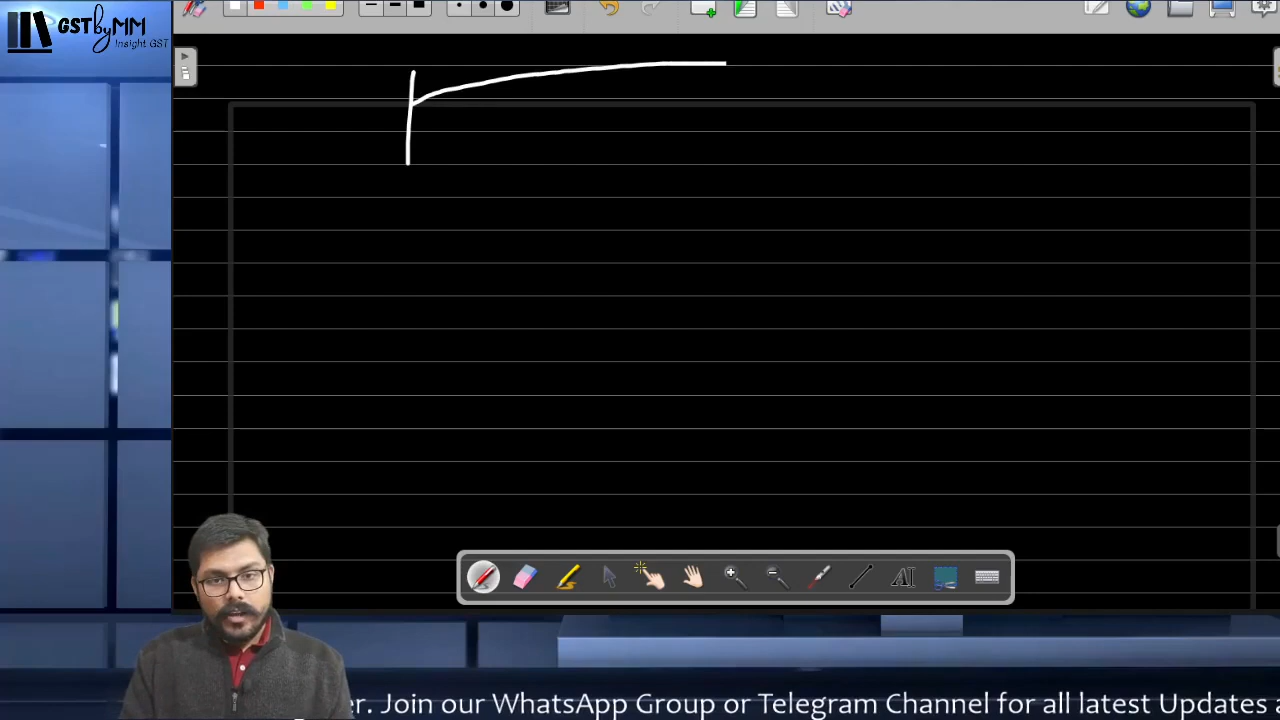 GSTbyMM
Insight GST
er. Join our WhatsApp Group or Telegram Channel for all latest Updates a